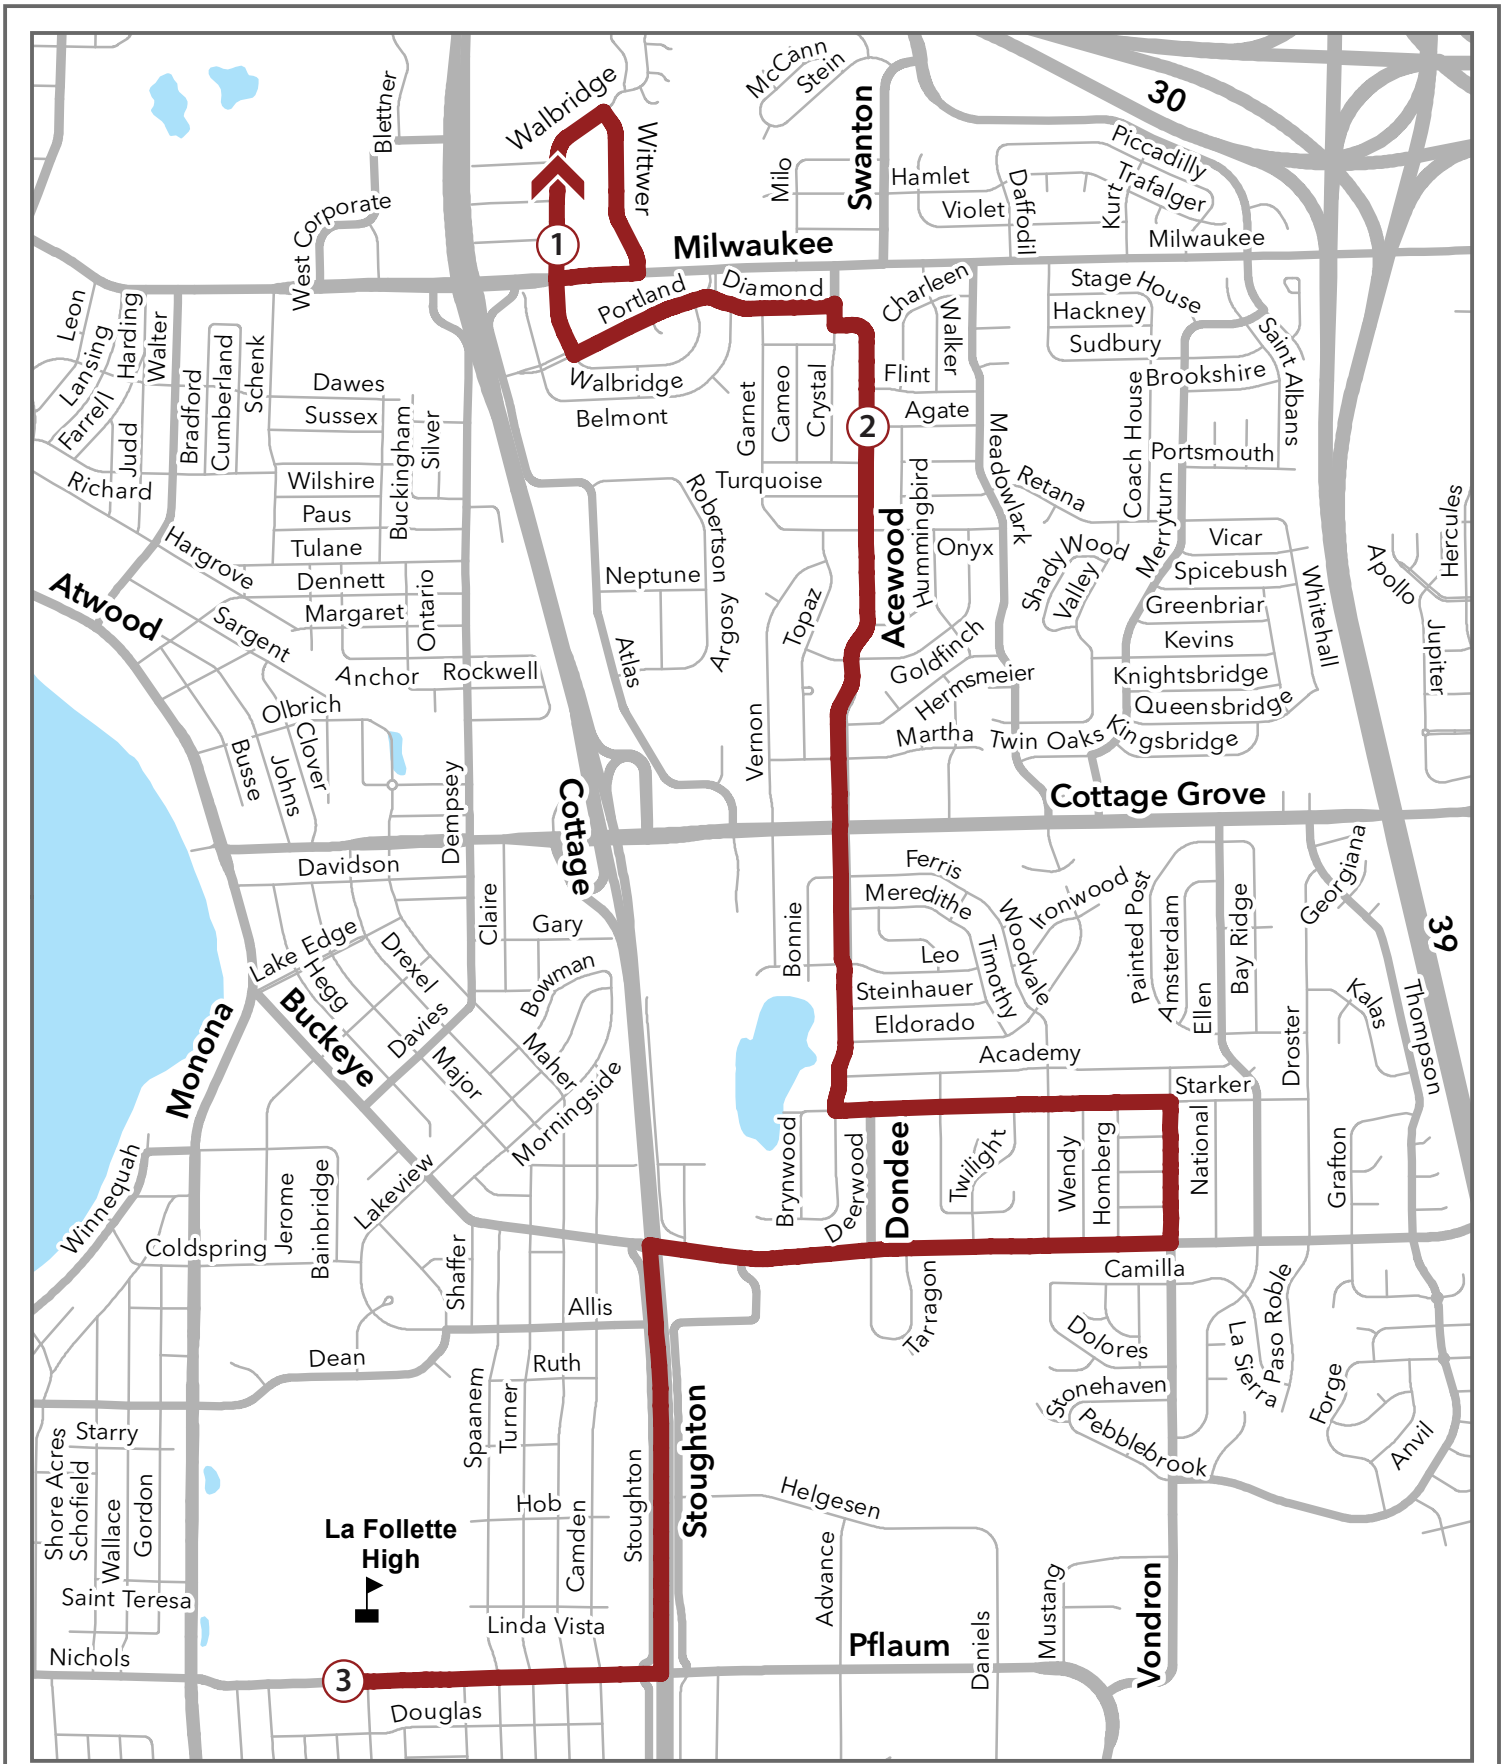 McCann
Stein
30
Blettner
Walbridge
Wittwer
Swanton
Piccadilly
Trafalger
Milo
Hamlet
Daffodil
Kurt
Violet
West Corporate
1
Milwaukee
Milwaukee
Leon
Lansing
Harding
Walter
Farrell
Judd
Bradford
Cumberland
Schenk
Portland
Diamond
Charleen
Walker
Stage House
Hackney
Sudbury
Saint Albans
Brookshire
Dawes
Sussex
Buckingham
Silver
Walbridge
Belmont
Garnet
Cameo
Crystal
Flint
Agate
2
Meadowlark
Coach House
Portsmouth
Richard
Wilshire
Paus
Tulane
Turquoise
Robertson
Retana
Hercules
Hargrove
Dennett
Margaret
Ontario
Neptune
Argosy
Acewood
Hummingbird
Onyx
Shady Wood
Valley
Merryturn
Vicar
Spicebush
Greenbriar
Kevins
Whitehall
Apollo
Jupiter
Atwood
Sargent
Anchor
Rockwell
Atlas
Topaz
Goldfinch
Hermsmeier
Knightsbridge
Queensbridge
Kingsbridge
Olbrich
Clover
Busse
Johns
Vernon
Martha
Twin Oaks
Dempsey
Cottage
Cottage Grove
Davidson
Claire
Gary
Bonnie
Ferris
Meredithe
Woodvale
Ironwood
Painted Post
Amsterdam
Bay Ridge
Georgiana
39
Lake Edge
Hegg
Drexel
Bowman
Leo
Timothy
Steinhauer
Eldorado
Ellen
Kalas
Thompson
Monona
Buckeye
Davies
Major
Maher
Morningside
Academy
Starker
Droster
Winnequah
Jerome
Bainbridge
Lakeview
Brynwood
Deerwood
Dondee
Twilight
Wendy
Homberg
National
Grafton
Coldspring
Shaffer
Camilla
Allis
Tarragon
Dolores
La Sierra
Paso Roble
Dean
Ruth
Spaanem
Turner
Stonehaven
Forge
Pebblebrook
Anvil
Starry
Shore Acres
Schofield
Wallace
Gordon
Hob
Camden
Stoughton
Stoughton
Helgesen
La Follette
High
Advance
Saint Teresa
Linda Vista
Daniels
Mustang
Vondron
Nichols
3
Pflaum
Douglas